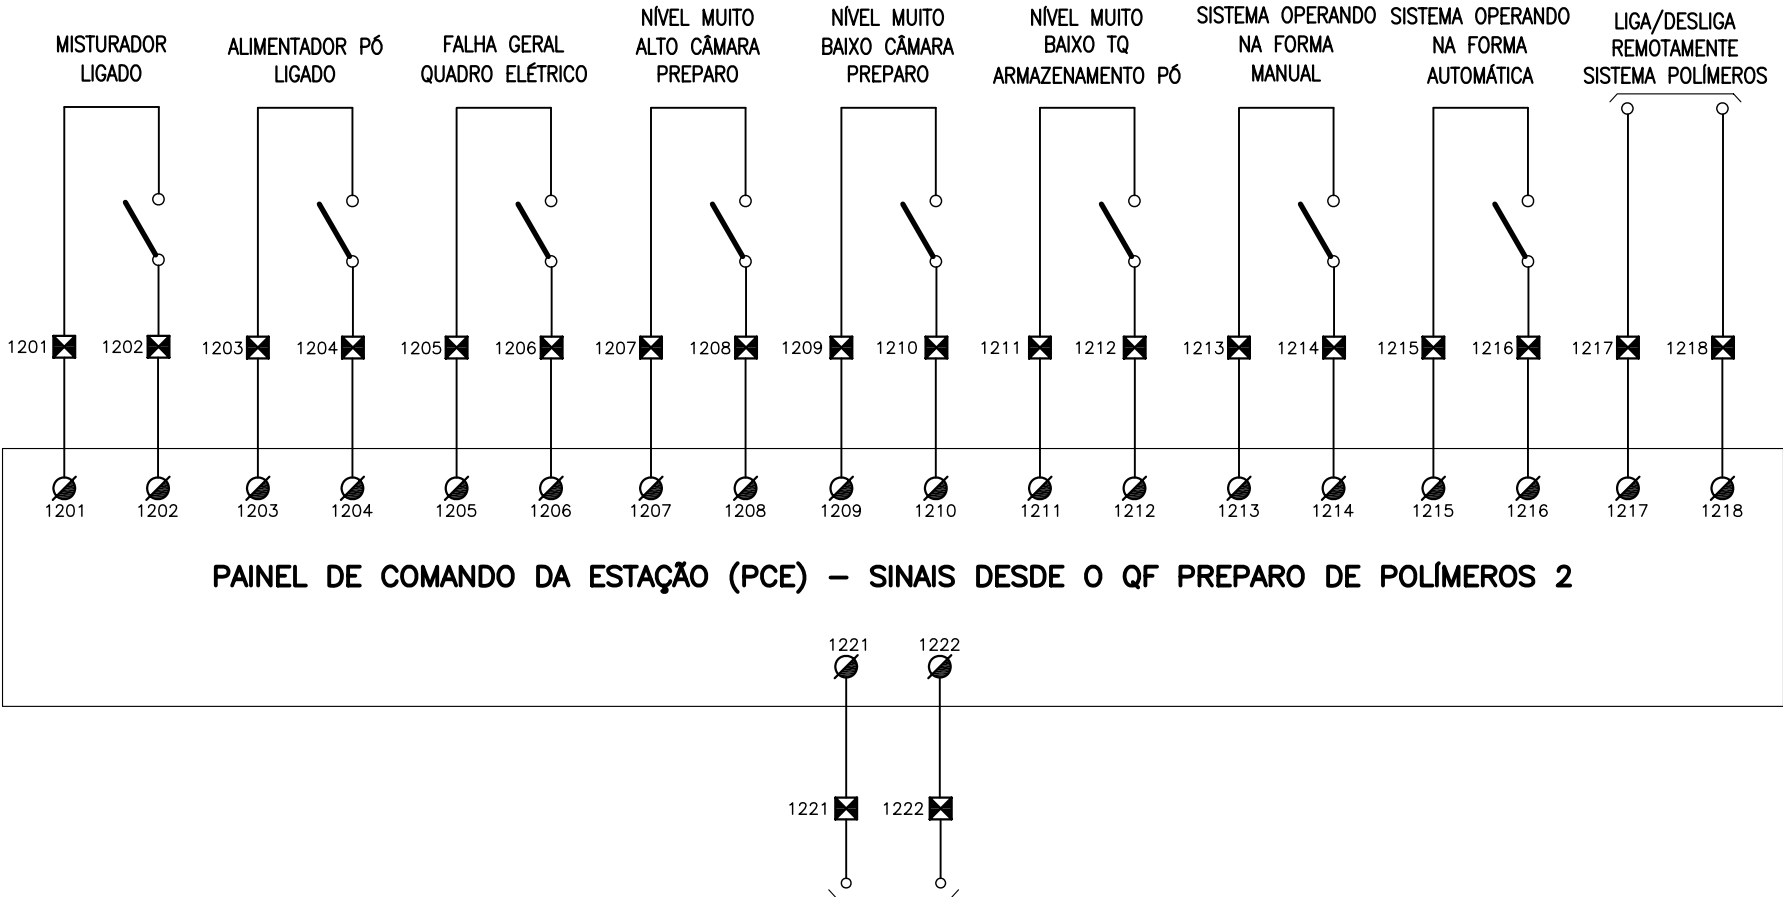 MISTURADOR
LIGADO
ALIMENTADOR PÓ
LIGADO
FALHA GERAL
QUADRO ELÉTRICO
NÍVEL MUITO
ALTO CÂMARA
PREPARO
NÍVEL MUITO
BAIXO CÂMARA
PREPARO
NÍVEL MUITO
BAIXO TQ
ARMAZENAMENTO PÓ
SISTEMA OPERANDO
NA FORMA
MANUAL
SISTEMA OPERANDO
NA FORMA
AUTOMÁTICA
LIGA/DESLIGA
REMOTAMENTE
SISTEMA POLÍMEROS
1201 1202 1203 1204 1205 1206 1207 1208 1209 1210 1211 1212 1213 1214 1215 1216 1217 1218
1201 1202 1203 1204 1205 1206 1207 1208 1209 1210 1211 1212 1213 1214 1215 1216 1217 1218
PAINEL DE COMANDO DA ESTAÇÃO (PCE) – SINAIS DESDE O QF PREPARO DE POLÍMEROS 2
1221 1222
1221 1222